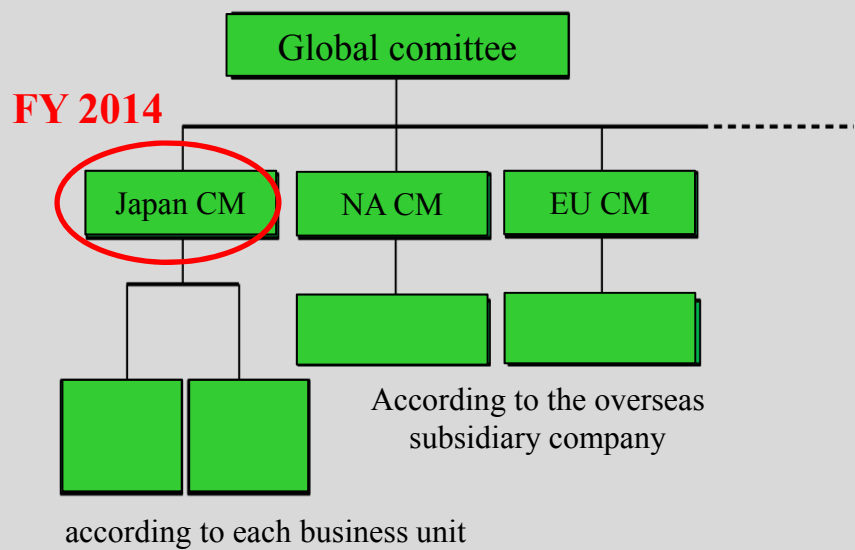 Global comittee
FY 2014
Japan CM
NA CM
EU CM
According to the overseas
subsidiary company
according to each business unit